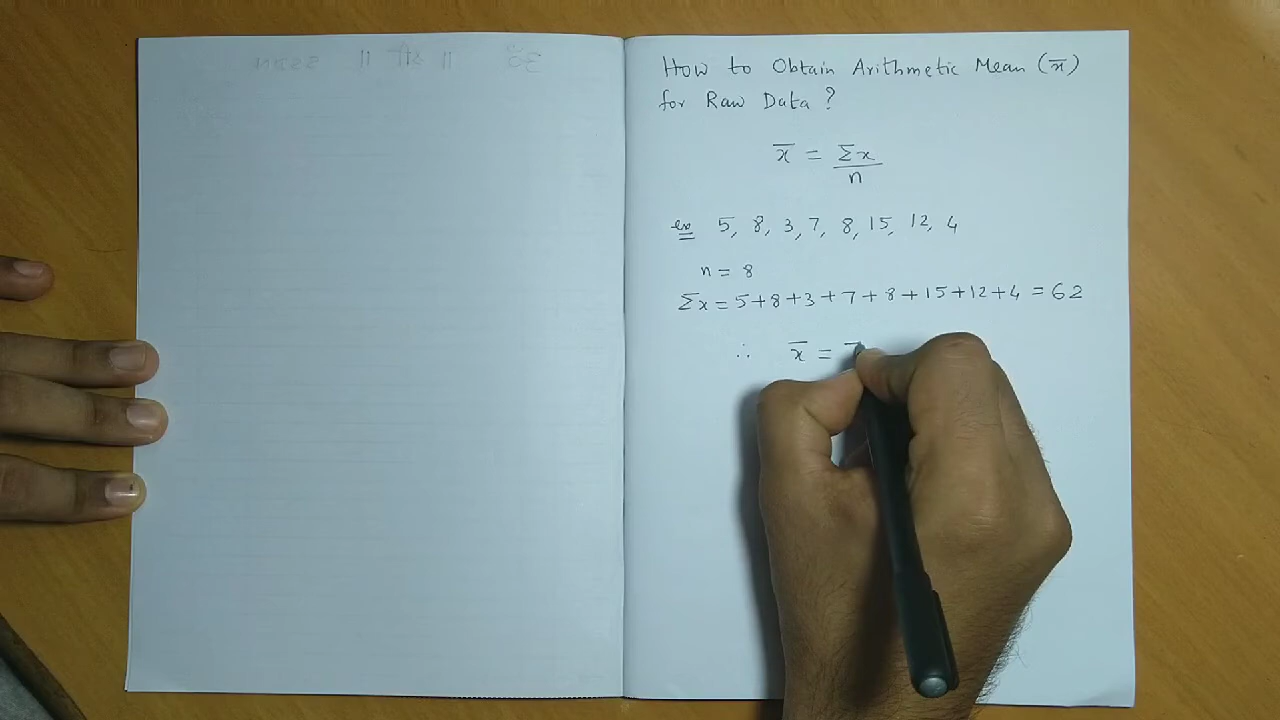 How to Obtain Arithmetic Mean (x̅)
for Raw Data ?
x̅ = Σx
n
ex 5, 8, 3, 7, 8, 15, 12, 4
n = 8
Σx = 5+8+3+7+8+15+12+4 = 62
∴ x̅ =